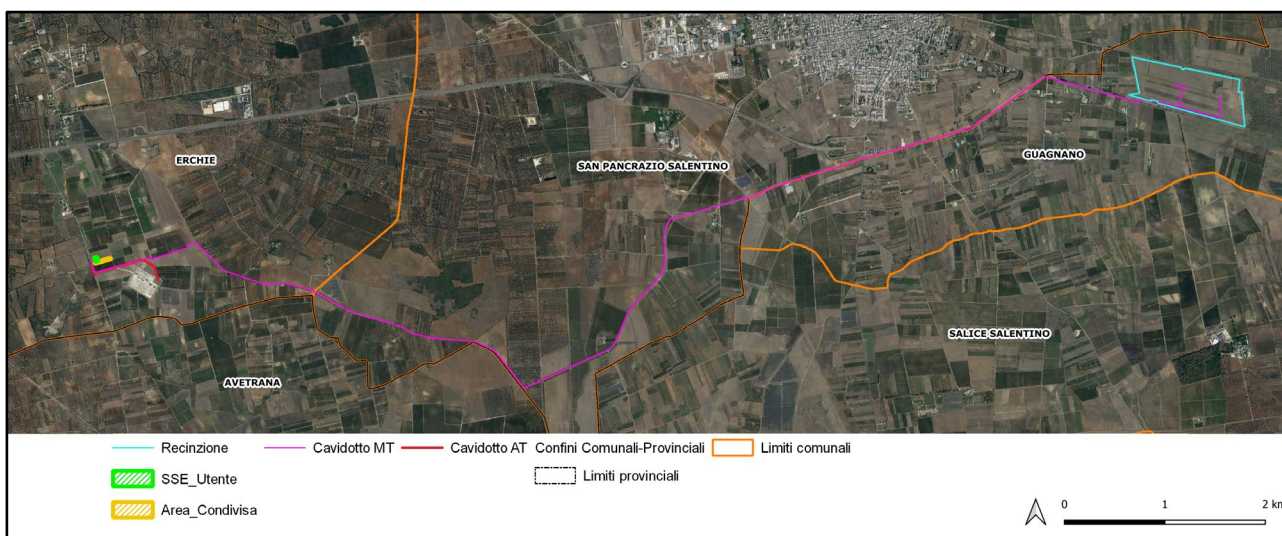 ERCHIE
SAN PANCRAZIO SALENTINO
GUAGNANO
SALICE SALENTINO
AVETRANA
Recinzione
Cavidotto MT
Cavidotto AT
Confini Comunali-Provinciali
Limiti comunali
SSE_Utente
Limiti provinciali
Area_Condivisa
0 1 2 km